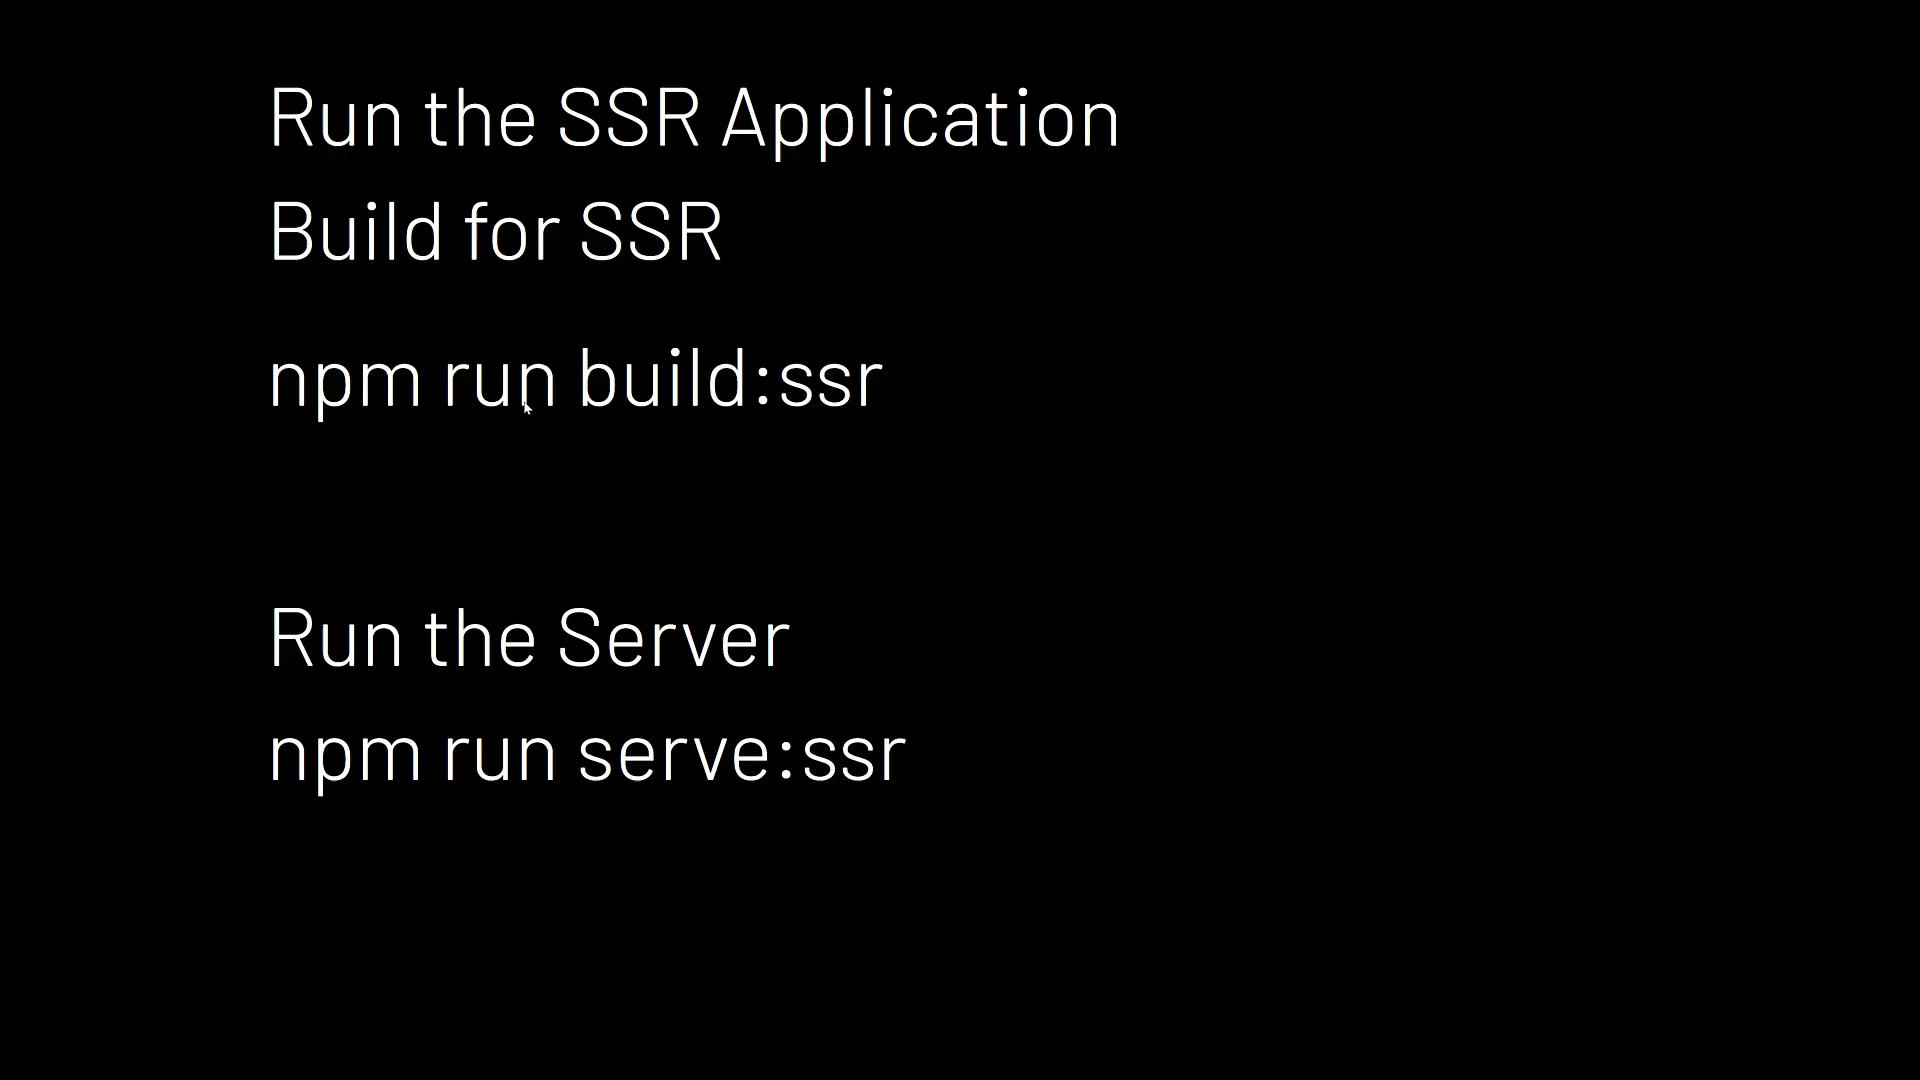 Run the SSR Application
Build for SSR
npm run build:ssr
Run the Server
npm run serve:ssr